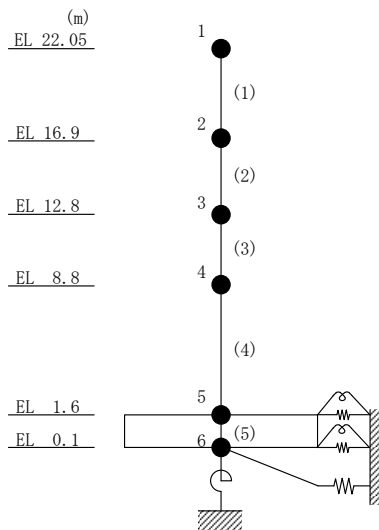 (m)
1
EL 22.05
(1)
2
EL 16.9
(2)
3
EL 12.8
(3)
4
EL 8.8
(4)
5
EL 1.6
(5)
6
EL 0.1